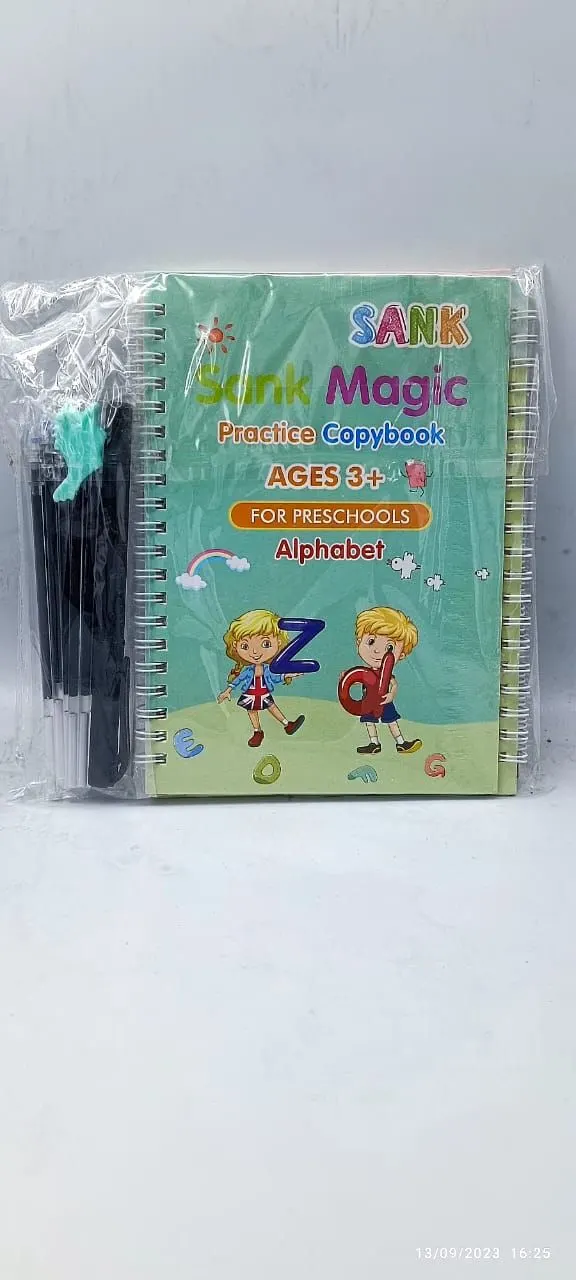 SANK
Sank Magic
Practice Copybook
AGES 3+
FOR PRESCHOOLS
Alphabet
Z
d
E
O
F
G
13/09/2023 16:25